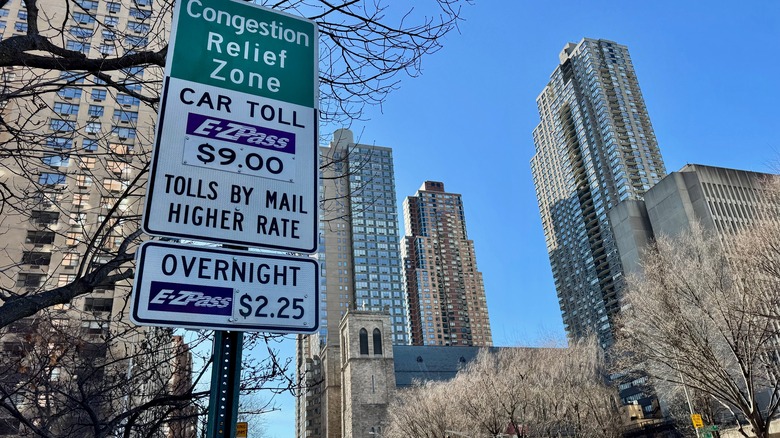 Congestion
Relief
Zone
CAR TOLL
E-ZPass
$9.00
TOLLS BY MAIL
HIGHER RATE
OVERNIGHT
E-ZPass $2.25